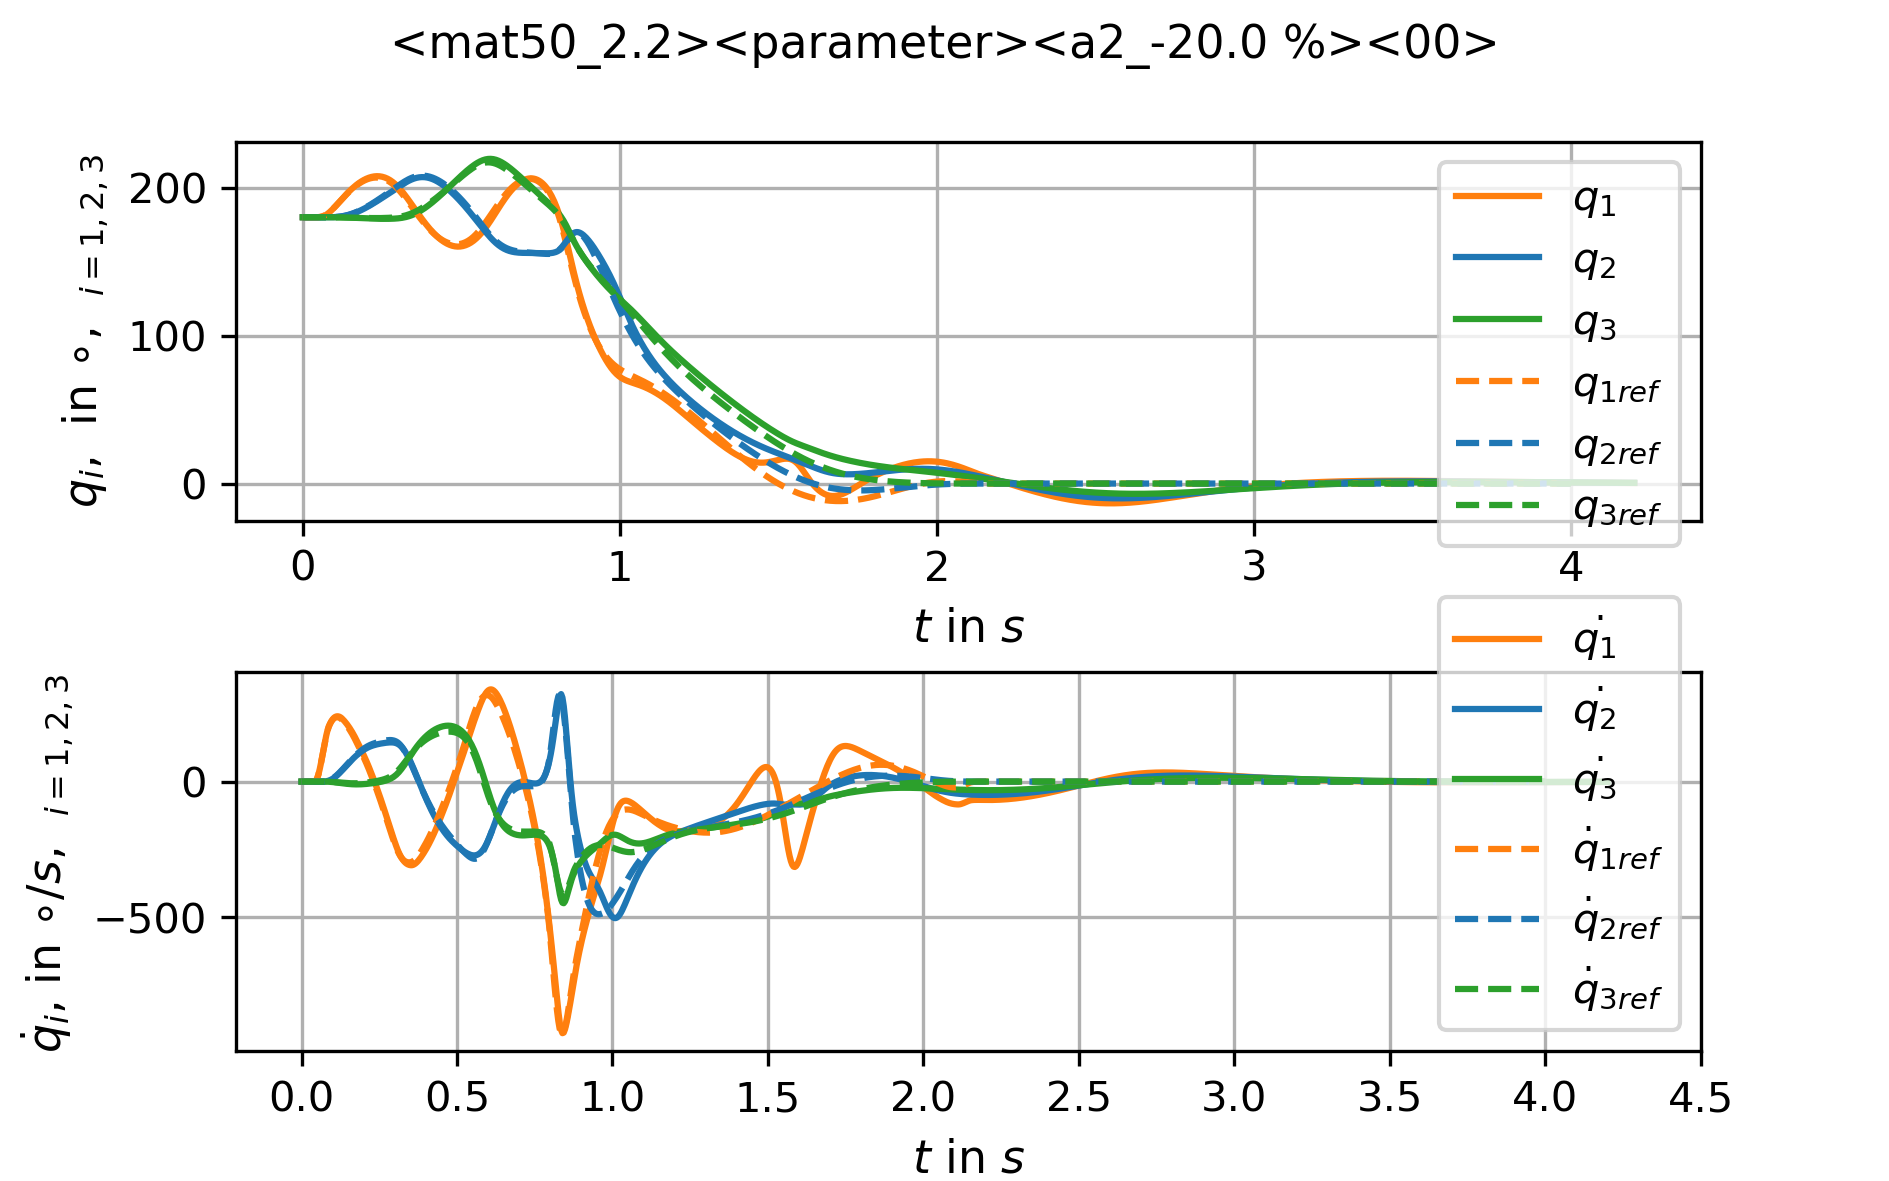 <mat50_2.2><parameter><a2_-20.0 %><00>
q_i, in °, i = 1, 2, 3
200
100
0
q_1
q_2
q_3
q_1ref
q_2ref
q_3ref
0 1 2 3 4
t in s
q̇_i, in °/s, i = 1, 2, 3
0
−500
q̇_1
q̇_2
q̇_3
q̇_1ref
q̇_2ref
q̇_3ref
0.0 0.5 1.0 1.5 2.0 2.5 3.0 3.5 4.0 4.5
t in s